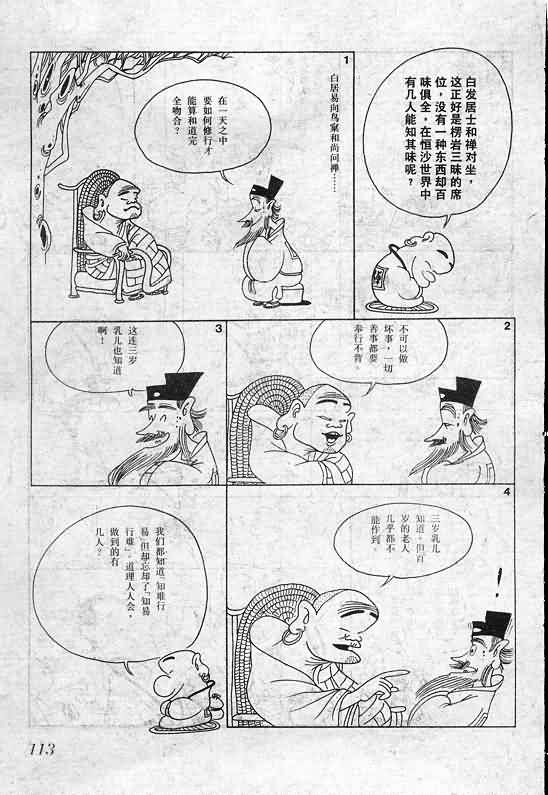 白发居士和禅对坐，
这正好是楞岩三昧的席
位，没有一种东西却百
味俱全，在恒沙世界中
有几人能知其味呢？
1
白居易向鸟窠和尚问禅……
在一天之中
要如何修行才
能算和道完
全吻合？
2
不可以做
坏事，一切
善事都要
奉行不背。
3
这连三岁
乳儿也知道
啊！
4
三岁乳儿
知道，但百
岁的老人
几乎都不
能作到。
我们都知道「知难行
易」但却忘却了「知易
行难」。道理人人会，
做到的有
几人？
113